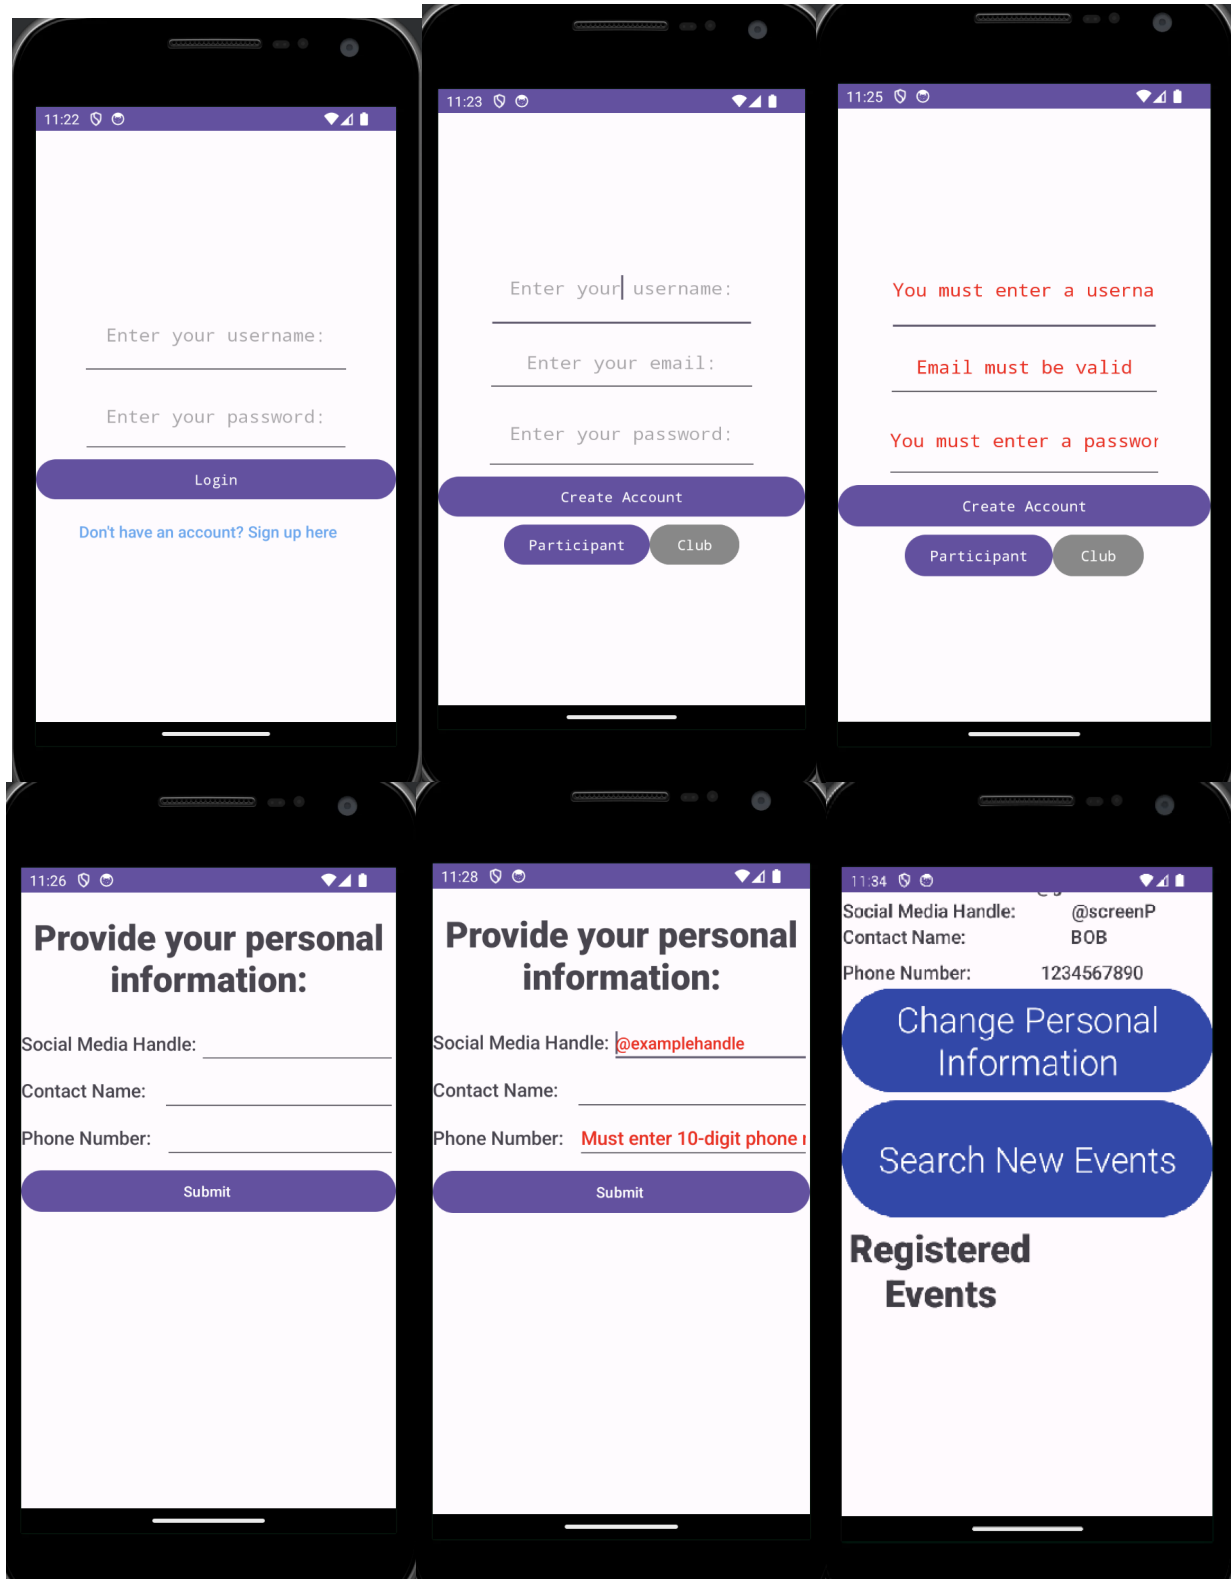 11:22
Enter your username:
Enter your password:
Login
Don't have an account? Sign up here
11:23
Enter your username:
Enter your email:
Enter your password:
Create Account
Participant Club
11:25
You must enter a userna
Email must be valid
You must enter a passwor
Create Account
Participant Club
11:26
Provide your personal
information:
Social Media Handle:
Contact Name:
Phone Number:
Submit
11:28
Provide your personal
information:
Social Media Handle: @examplehandle
Contact Name:
Phone Number: Must enter 10-digit phone
Submit
11:34
Social Media Handle: @screenP
Contact Name: BOB
Phone Number: 1234567890
Change Personal
Information
Search New Events
Registered
Events